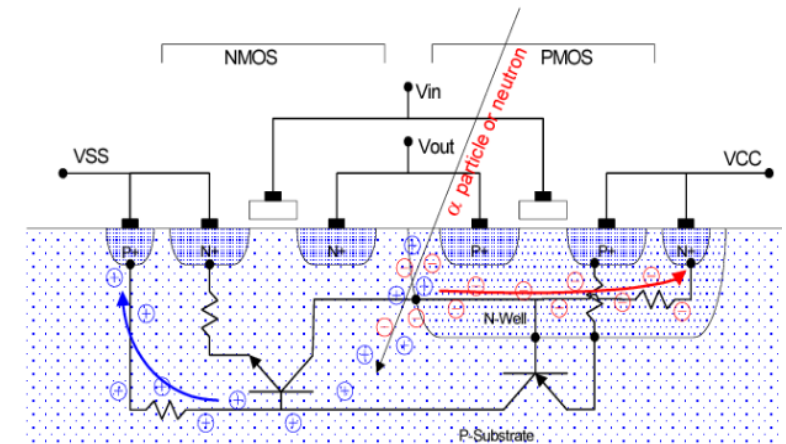 NMOS
PMOS
Vin
Vout
α particle or neutron
VSS
VCC
P+
N+
N+
P+
P+
N+
N-Well
P-Substrate